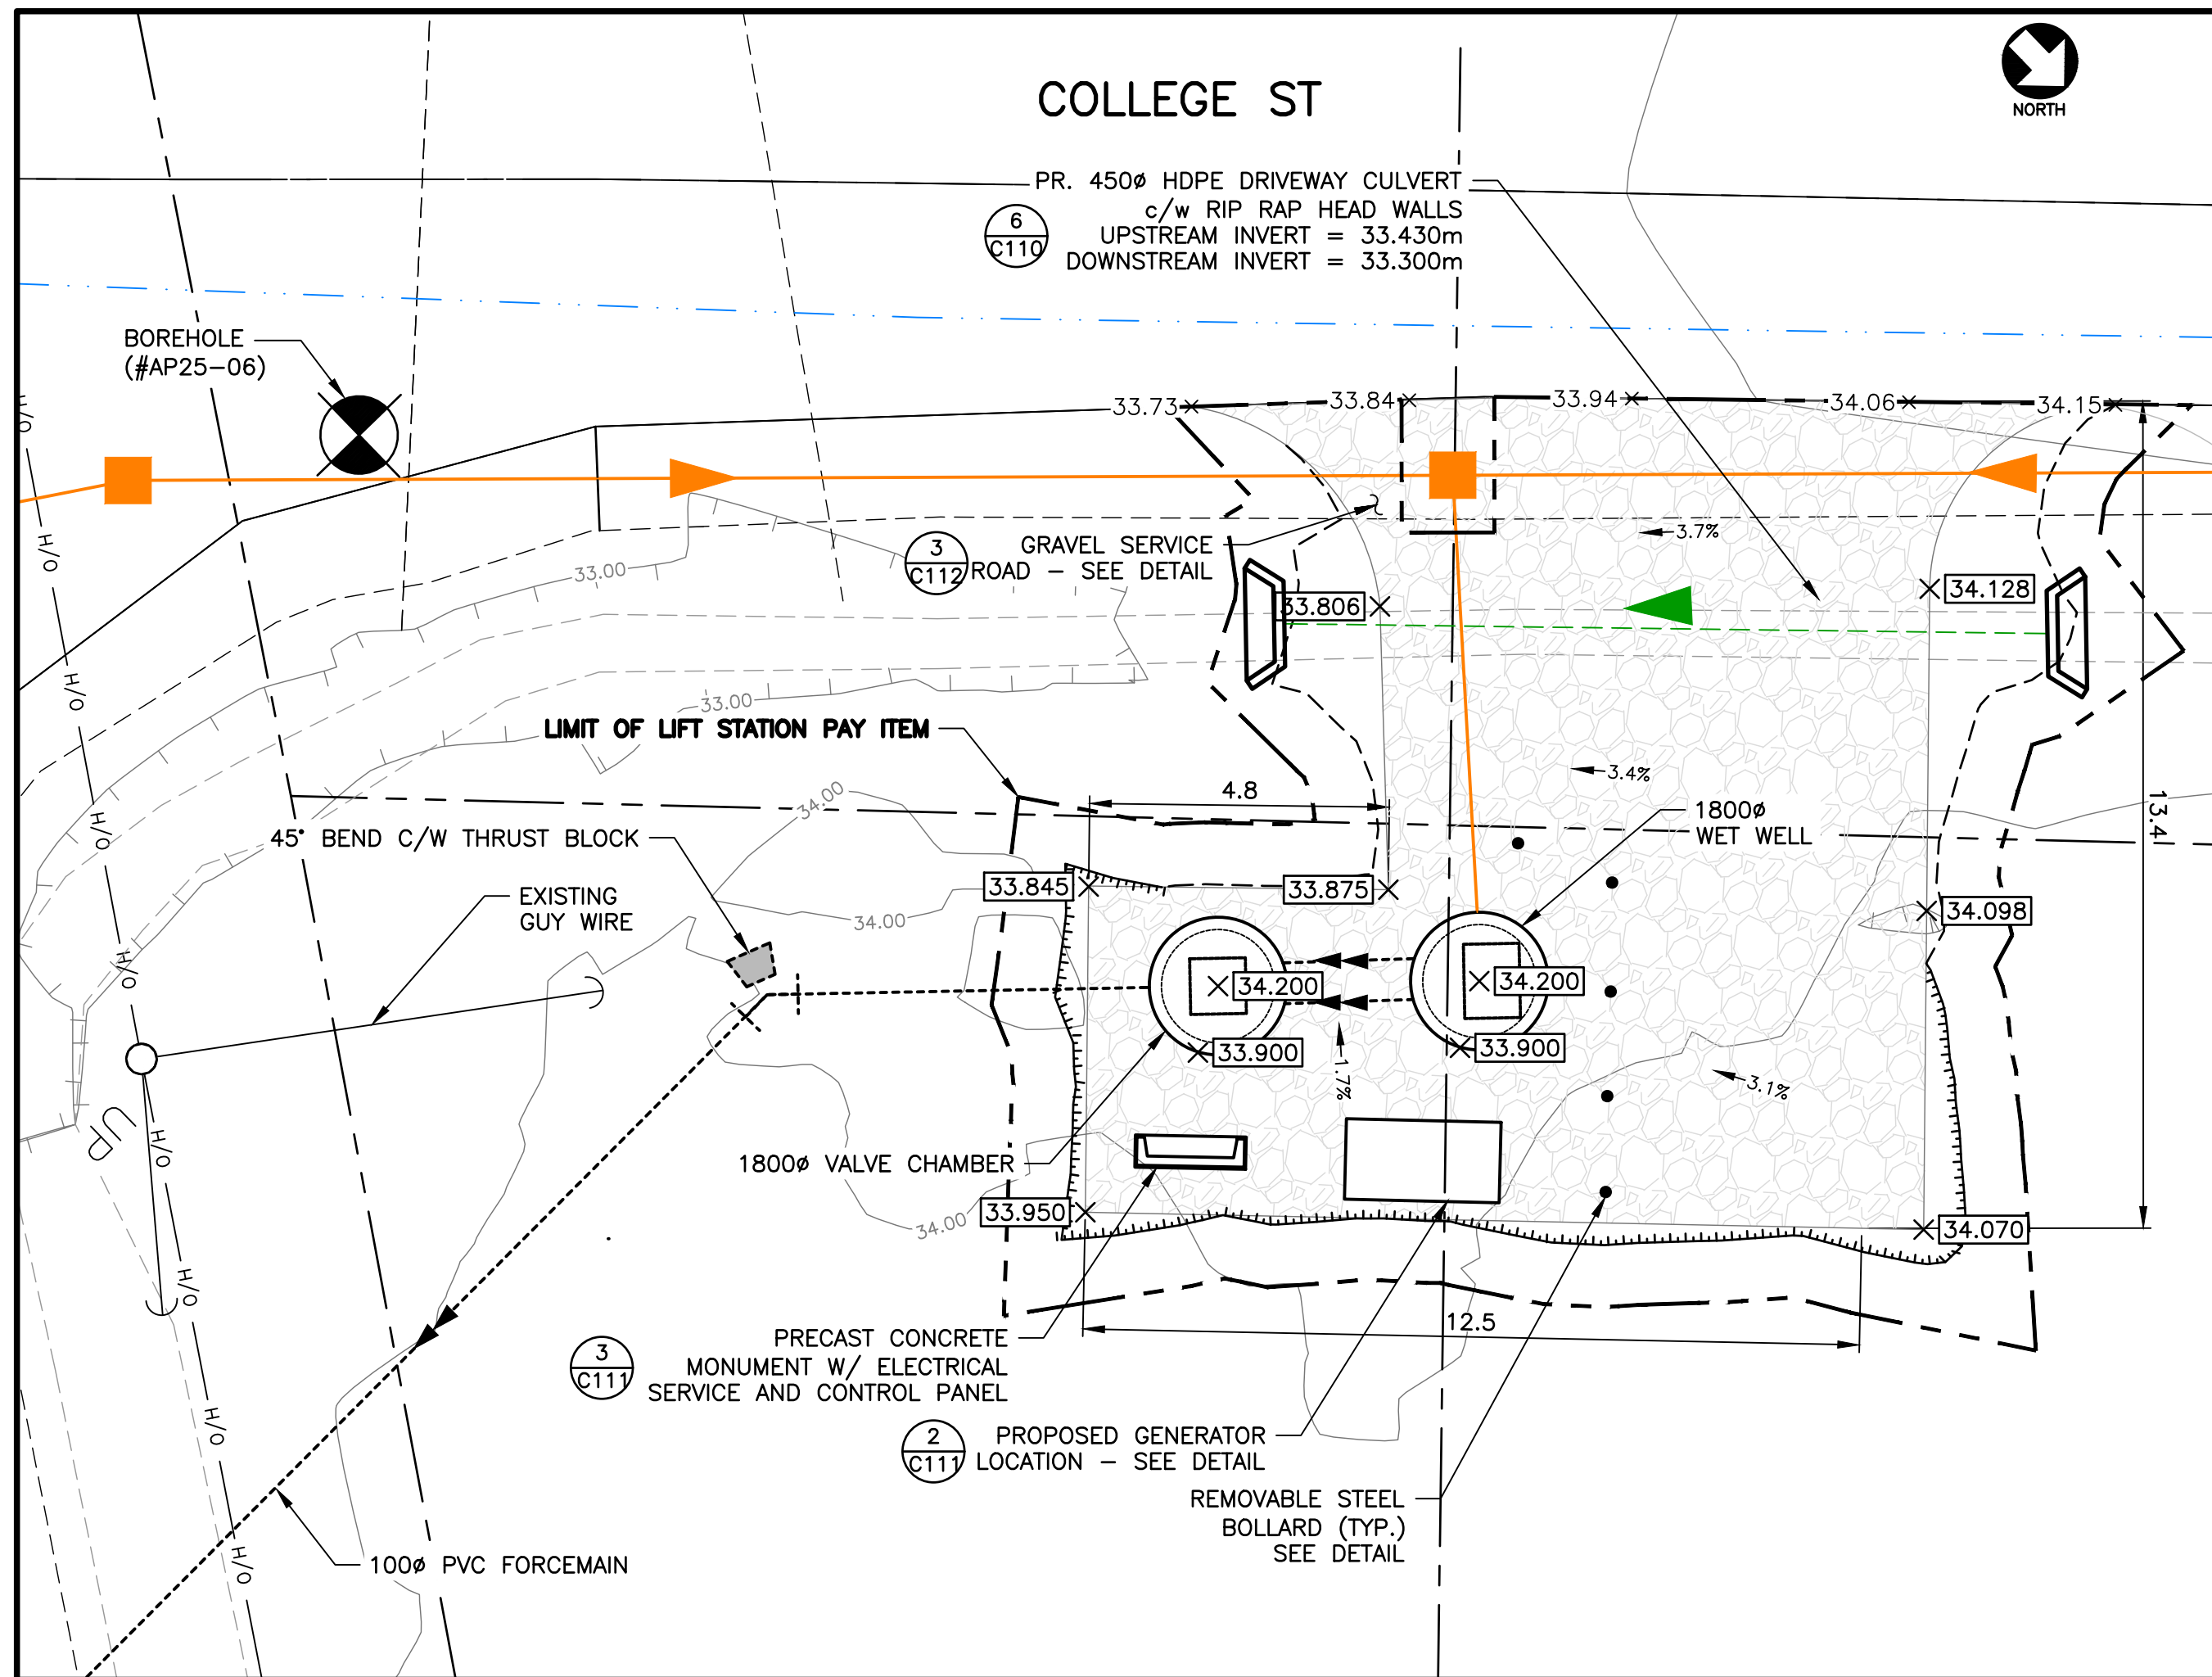 COLLEGE ST
NORTH
PR. 450ø HDPE DRIVEWAY CULVERT
c/w RIP RAP HEAD WALLS
UPSTREAM INVERT = 33.430m
DOWNSTREAM INVERT = 33.300m
6
C110
BOREHOLE
(#AP25-06)
33.73
33.84
33.94
34.06
34.15
H/O
H/O
3.7%
3
C112
GRAVEL SERVICE
ROAD - SEE DETAIL
33.00
33.806
34.128
H/O
33.00
LIMIT OF LIFT STATION PAY ITEM
3.4%
4.8
34.00
1800ø
WET WELL
13.4
H/O
45° BEND C/W THRUST BLOCK
33.845
33.875
EXISTING
GUY WIRE
34.00
34.098
H/O
34.200
34.200
33.900
33.900
1.7%
3.1%
UP
H/O
1800ø VALVE CHAMBER
33.950
34.00
34.070
H/O
12.5
3
C111
PRECAST CONCRETE
MONUMENT W/ ELECTRICAL
SERVICE AND CONTROL PANEL
H/O
2
C111
PROPOSED GENERATOR
LOCATION - SEE DETAIL
REMOVABLE STEEL
BOLLARD (TYP.)
SEE DETAIL
H/O
100ø PVC FORCEMAIN